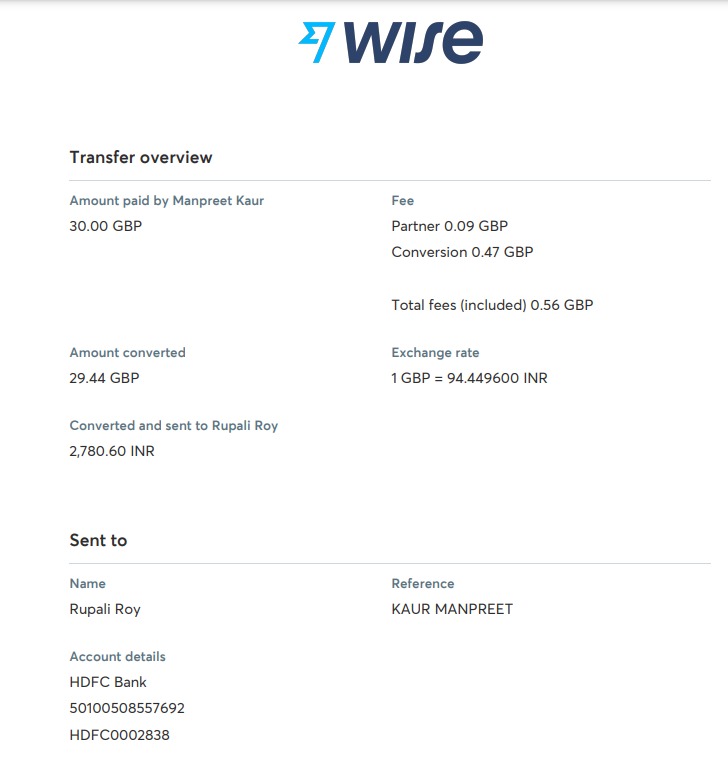 wise
Transfer overview
Amount paid by Manpreet Kaur
30.00 GBP
Fee
Partner 0.09 GBP
Conversion 0.47 GBP
Total fees (included) 0.56 GBP
Amount converted
29.44 GBP
Exchange rate
1 GBP = 94.449600 INR
Converted and sent to Rupali Roy
2,780.60 INR
Sent to
Name
Rupali Roy
Reference
KAUR MANPREET
Account details
HDFC Bank
50100508557692
HDFC0002838